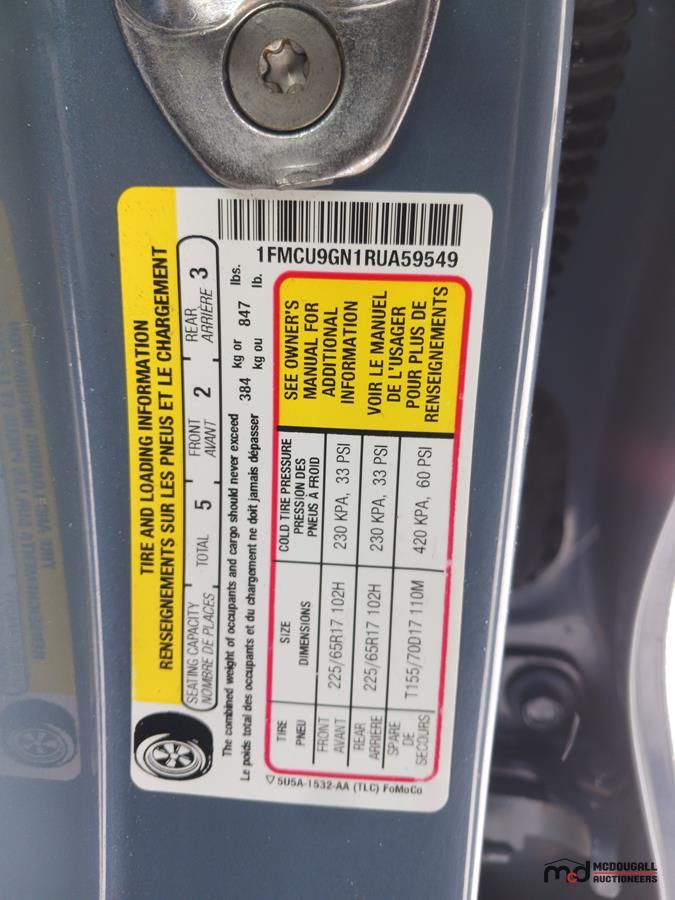 1FMCU9GN1RUA59549
TIRE AND LOADING INFORMATION
RENSEIGNEMENTS SUR LES PNEUS ET LE CHARGEMENT
SEATING CAPACITY
NOMBRE DE PLACES
TOTAL 5
FRONT
AVANT 2
REAR
ARRIÈRE 3
The combined weight of occupants and cargo should never exceed 384 kg or 847 lbs.
Le poids total des occupants et du chargement ne doit jamais dépasser kg ou lb.
TIRE
PNEU
SIZE
DIMENSIONS
COLD TIRE PRESSURE
PRESSION DES
PNEUS À FROID
FRONT
AVANT
225/65R17 102H
230 KPA, 33 PSI
REAR
ARRIÈRE
225/65R17 102H
230 KPA, 33 PSI
SPARE
DE
SECOURS
T155/70D17 110M
420 KPA, 60 PSI
SEE OWNER'S
MANUAL FOR
ADDITIONAL
INFORMATION
VOIR LE MANUEL
DE L'USAGER
POUR PLUS DE
RENSEIGNEMENTS
▽ 5U5A-1532-AA (TLC) FoMoCo
mcd
MCDOUGALL
AUCTIONEERS